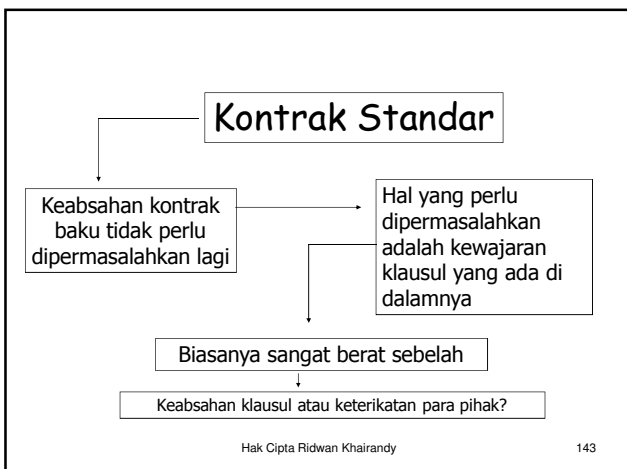 Kontrak Standar
Keabsahan kontrak
baku tidak perlu
dipermasalahkan lagi
Hal yang perlu
dipermasalahkan
adalah kewajaran
klausul yang ada di
dalamnya
Biasanya sangat berat sebelah
Keabsahan klausul atau keterikatan para pihak?
Hak Cipta Ridwan Khairandy
143